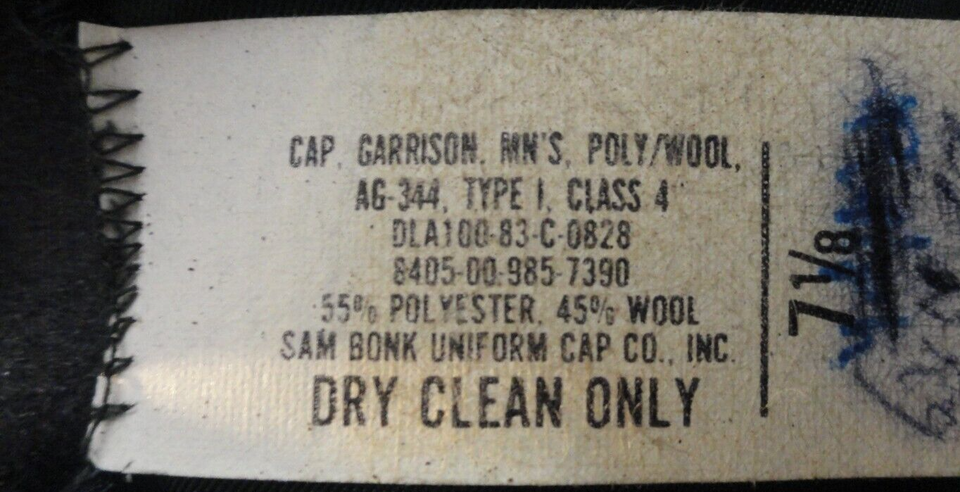 CAP, GARRISON, MN'S, POLY/WOOL,
AG-344, TYPE I, CLASS 4
DLA100-83-C-0828
8405-00-985-7390
55% POLYESTER, 45% WOOL
SAM BONK UNIFORM CAP CO., INC.
DRY CLEAN ONLY
7 1/8